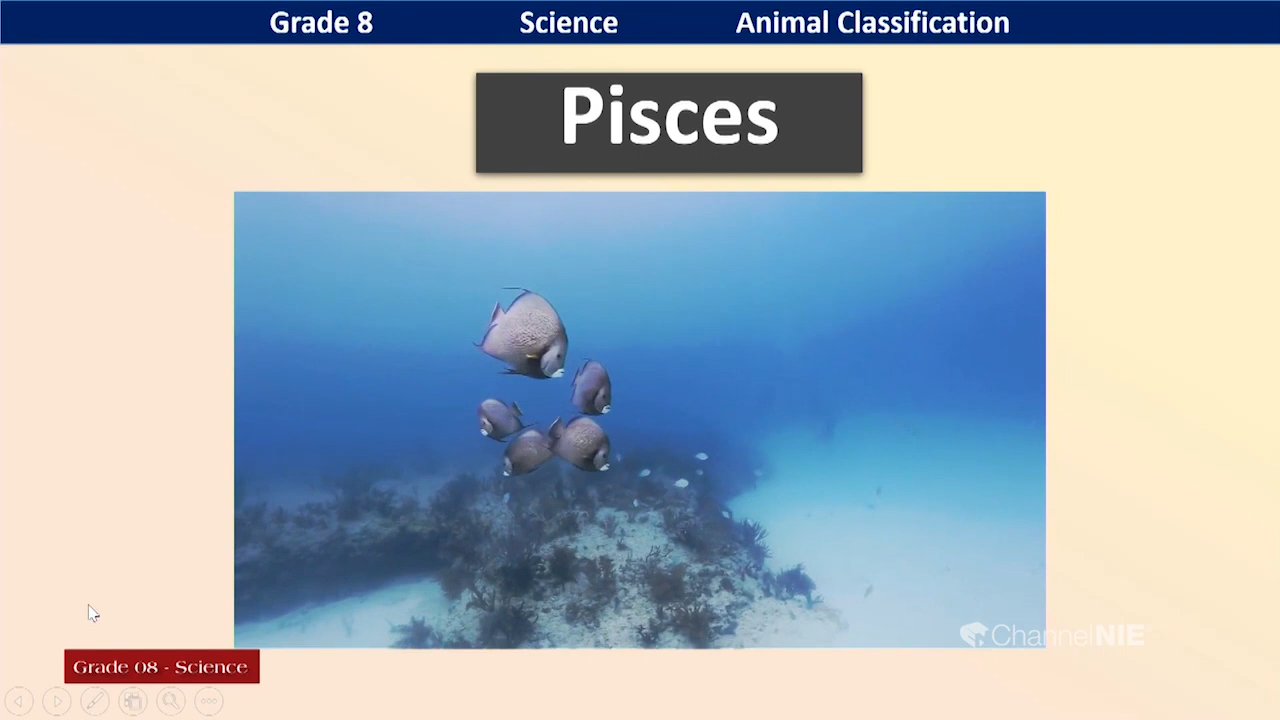 Grade 8 Science Animal Classification
Pisces
ChannelNIE
Grade 08 - Science